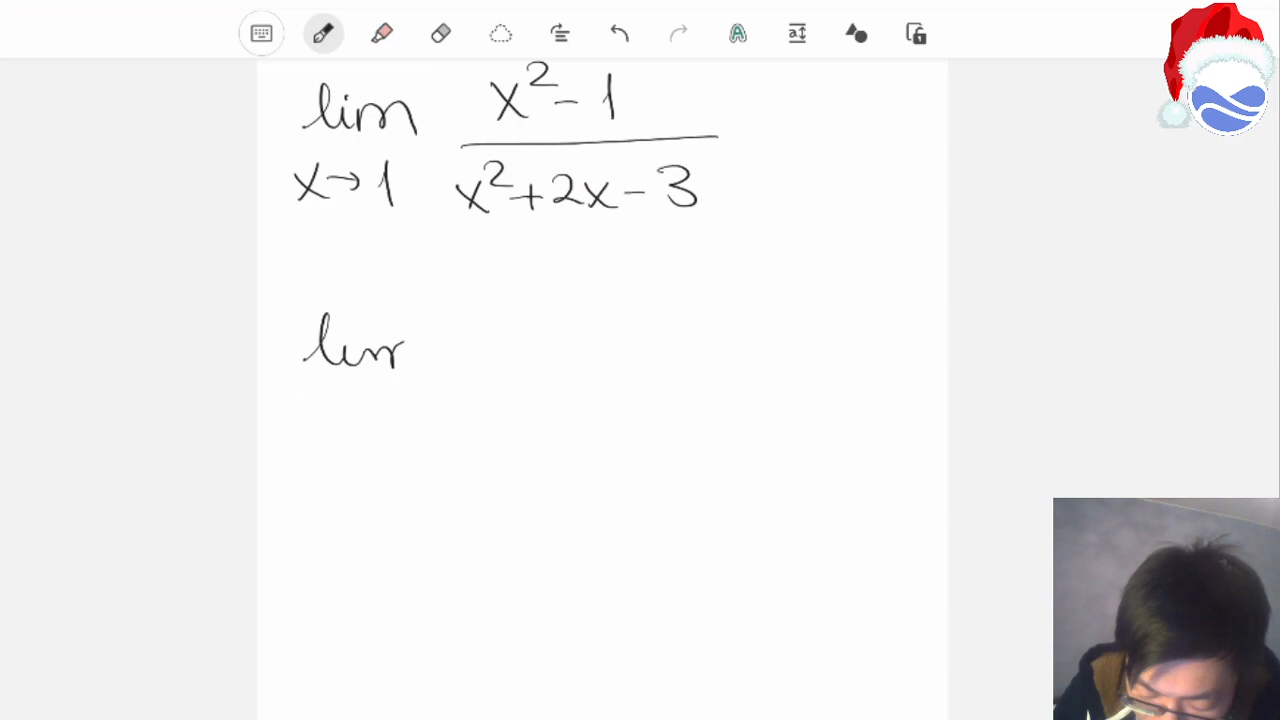 lim x² - 1
x→1 x² + 2x - 3
lim